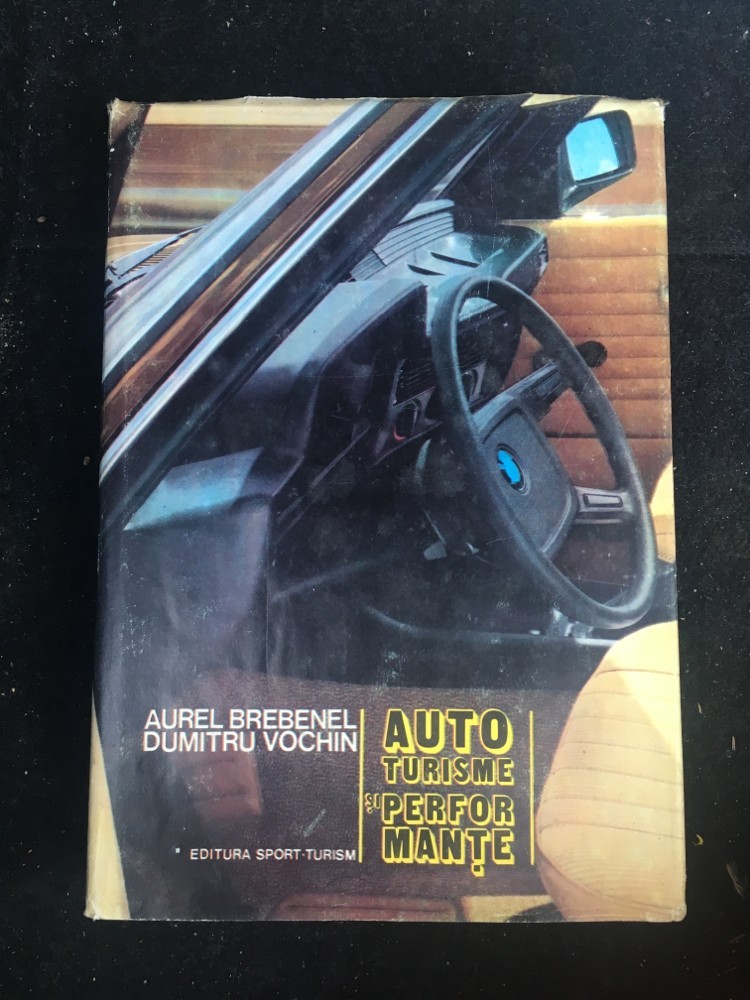 AUREL BREBENEL
DUMITRU VOCHIN
AUTO
TURISME
ȘI PERFOR
MANȚE
EDITURA SPORT-TURISM